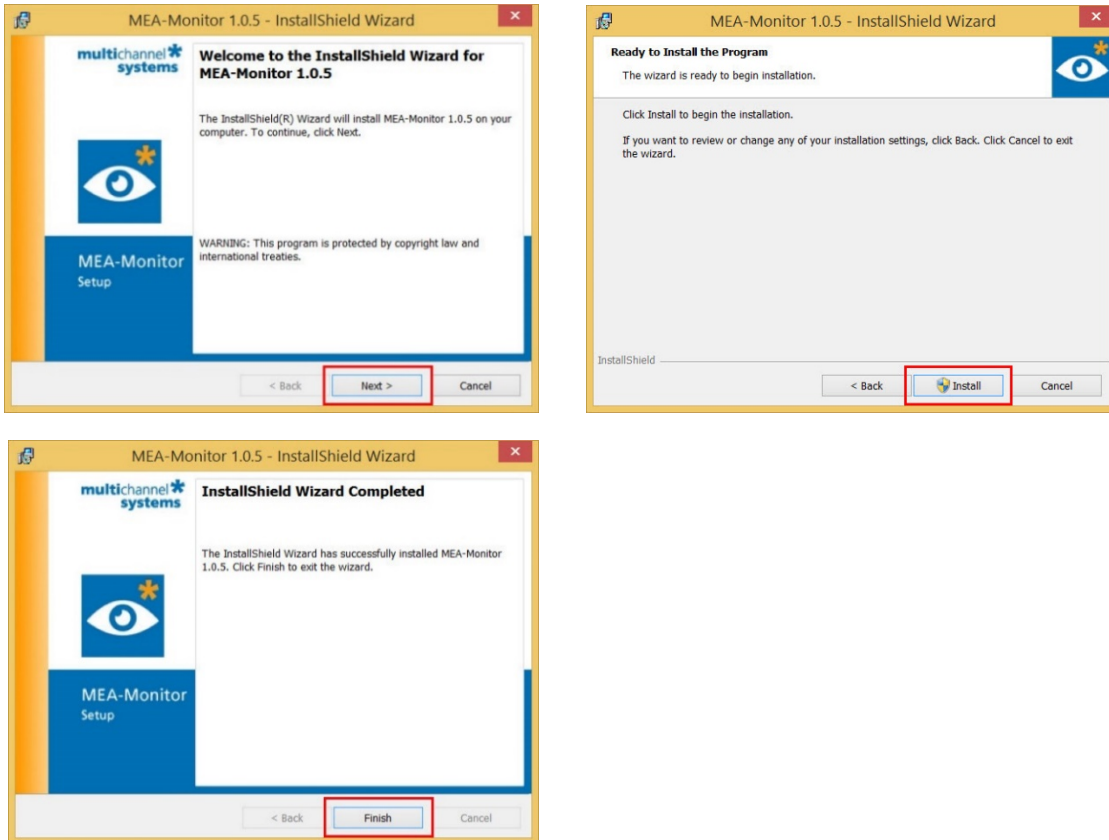 MEA-Monitor 1.0.5 - InstallShield Wizard
multichannel
systems
Welcome to the InstallShield Wizard for
MEA-Monitor 1.0.5
The InstallShield(R) Wizard will install MEA-Monitor 1.0.5 on your
computer. To continue, click Next.
WARNING: This program is protected by copyright law and
international treaties.
MEA-Monitor
Setup
< Back
Next >
Cancel
MEA-Monitor 1.0.5 - InstallShield Wizard
Ready to Install the Program
The wizard is ready to begin installation.
Click Install to begin the installation.
If you want to review or change any of your installation settings, click Back. Click Cancel to exit
the wizard.
InstallShield
< Back
Install
Cancel
MEA-Monitor 1.0.5 - InstallShield Wizard
multichannel
systems
InstallShield Wizard Completed
The InstallShield Wizard has successfully installed MEA-Monitor
1.0.5. Click Finish to exit the wizard.
MEA-Monitor
Setup
< Back
Finish
Cancel